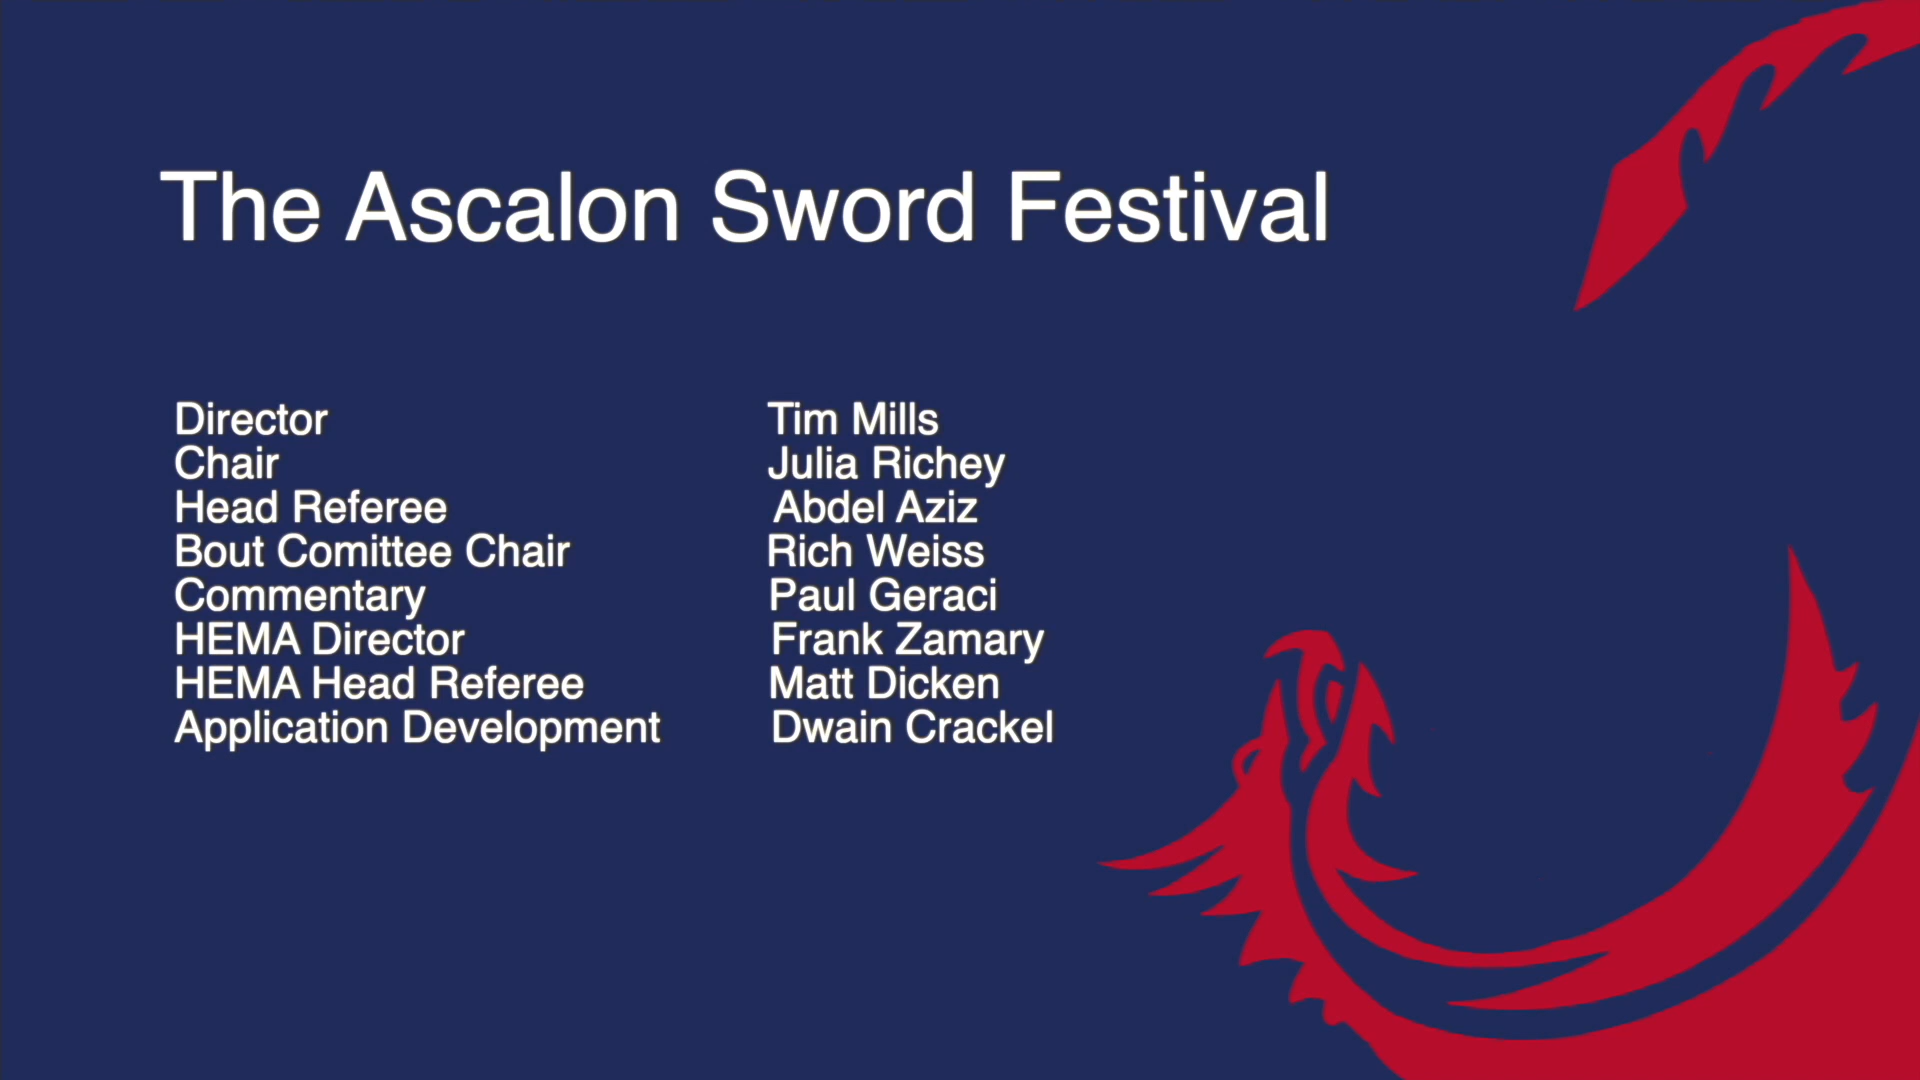 The Ascalon Sword Festival
Director Tim Mills
Chair Julia Richey
Head Referee Abdel Aziz
Bout Comittee Chair Rich Weiss
Commentary Paul Geraci
HEMA Director Frank Zamary
HEMA Head Referee Matt Dicken
Application Development Dwain Crackel